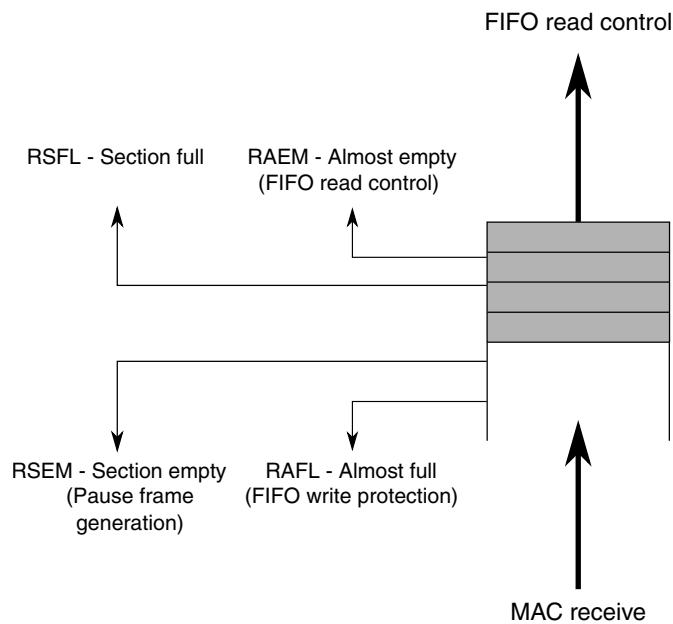 FIFO read control
RSFL - Section full
RAEM - Almost empty
(FIFO read control)
RSEM - Section empty
(Pause frame
generation)
RAFL - Almost full
(FIFO write protection)
MAC receive